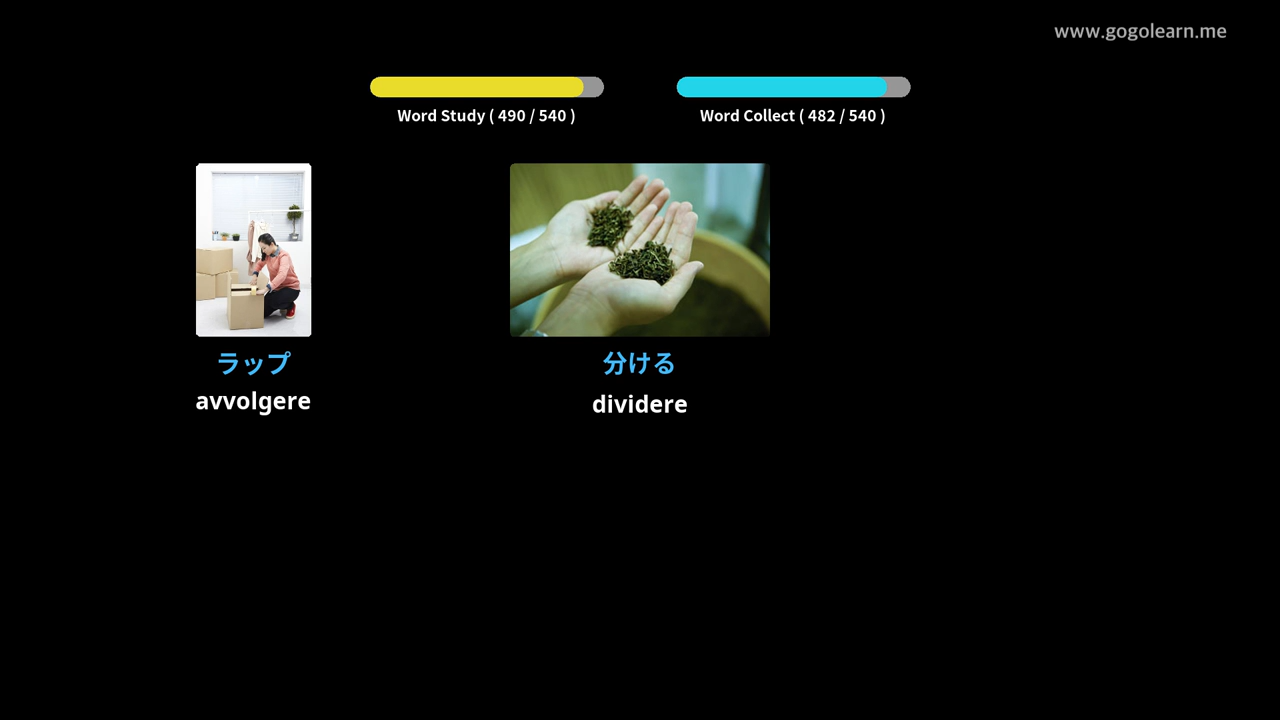 www.gogolearn.me
Word Study ( 490 / 540 )
Word Collect ( 482 / 540 )
ラップ
avvolgere
分ける
dividere